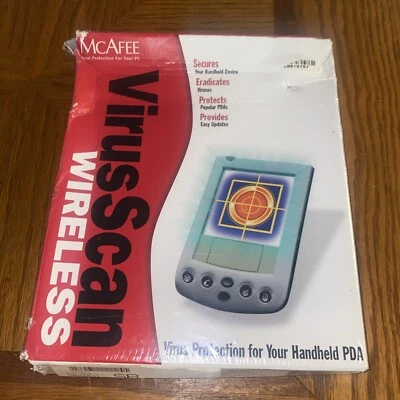 McAFEE
Total Protection For Your PC
VirusScan
WIRELESS
Secures
Your Handheld Device
Eradicates
Viruses
Protects
Popular PDAs
Provides
Easy Updates
Virus Protection for Your Handheld PDA